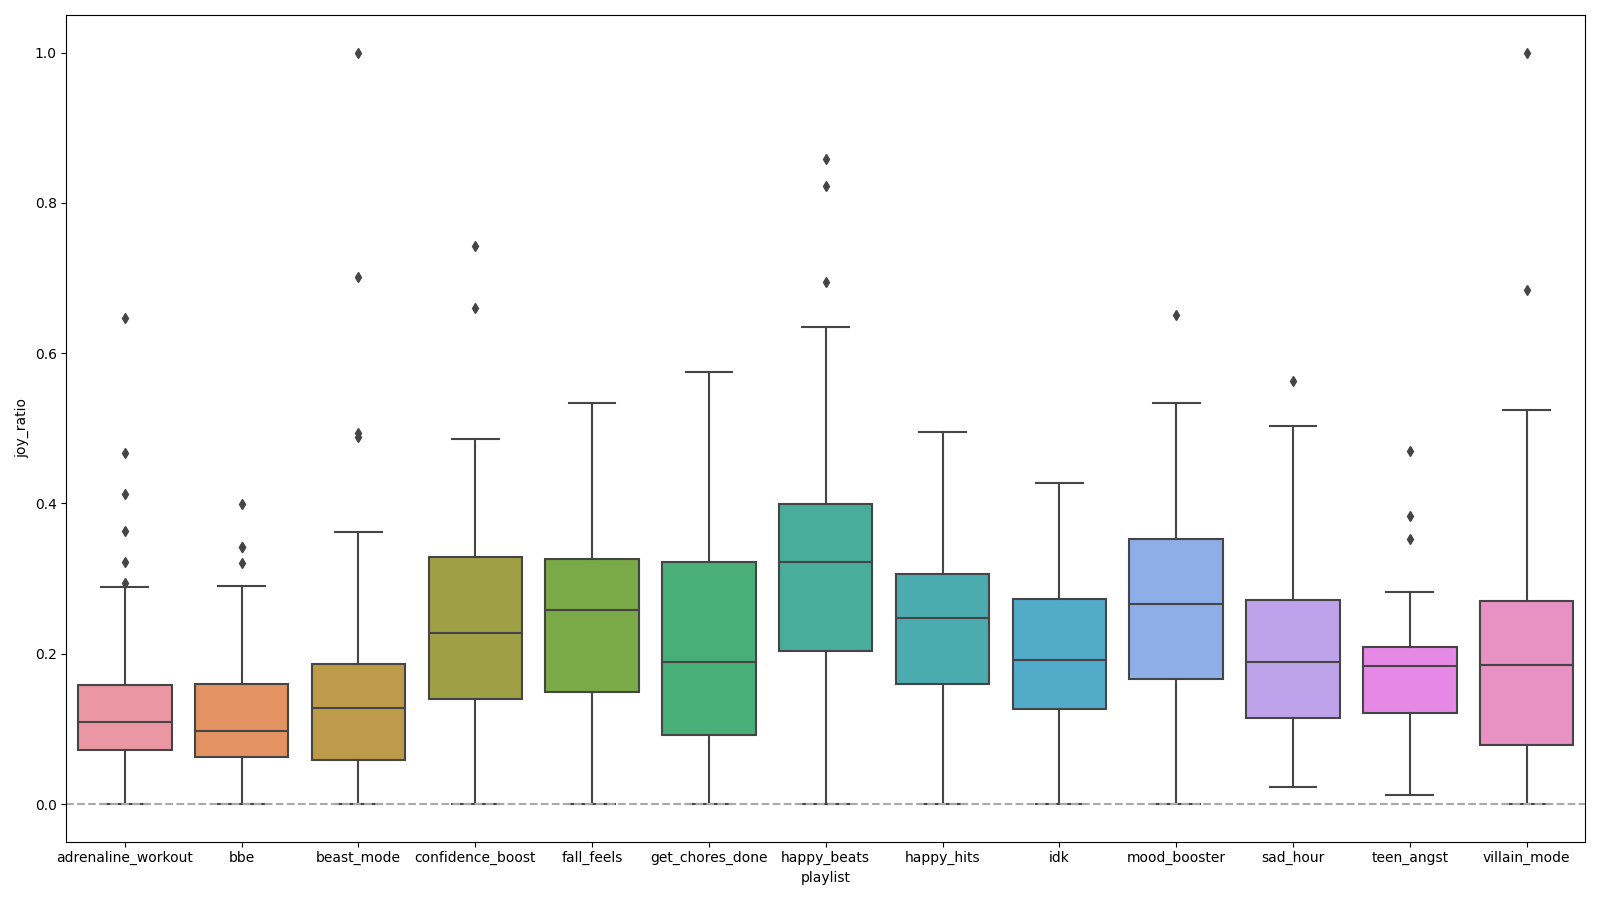 1.0
0.8
0.6
0.4
0.2
0.0
joy_ratio
adrenaline_workout bbe beast_mode confidence_boost fall_feels get_chores_done happy_beats happy_hits idk mood_booster sad_hour teen_angst villain_mode
playlist